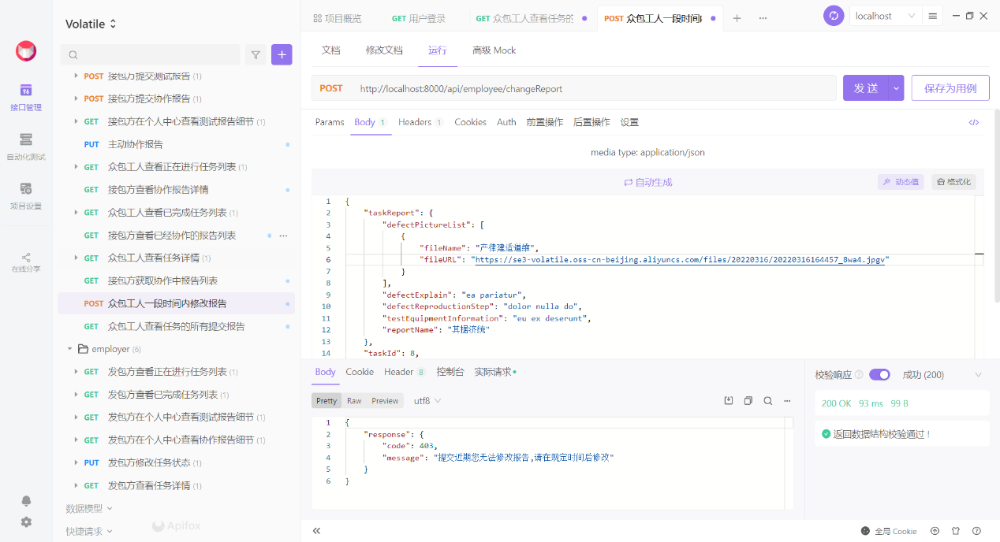 Volatile
接口管理
自动化测试
项目设置
在线分享
POST 接包方提交测试报告 (1)
POST 接包方提交协作报告 (1)
GET 接包方在个人中心查看测试报告细节 (1)
PUT 主动协作报告
GET 众包工人查看正在进行任务列表 (1)
GET 接包方查看协作报告详情
GET 众包工人查看已完成任务列表 (1)
GET 接包方查看已经协作的报告列表
GET 众包工人查看任务详情 (1)
GET 接包方获取协作中报告列表
POST 众包工人一段时间内修改报告
GET 众包工人查看任务的所有提交报告
employer (6)
GET 发包方查看正在进行任务列表 (1)
GET 发包方查看已完成任务列表 (1)
GET 发包方在个人中心查看测试报告细节 (1)
GET 发包方在个人中心查看协作报告细节 (1)
PUT 发包方修改任务状态 (1)
GET 发包方查看任务详情 (1)
数据模型
快捷请求
Apifox
项目概览
GET 用户登录
GET 众包工人查看任务的
POST 众包工人一段时间内
localhost
文档 修改文档 运行 高级 Mock
POST http://localhost:8000/api/employee/changeReport
发 送
保存为用例
Params Body 1 Headers 1 Cookies Auth 前置操作 后置操作 设置
media type: application/json
自动生成
动态值
格式化
1 {
2 "taskReport": {
3 "defectPictureList": [
4 {
5 "fileName": "产律建适道维",
6 "fileURL": "https://se3-volatile.oss-cn-beijing.aliyuncs.com/files/20220316/20220316164457_8wa4.jpgv"
7 }
8 ],
9 "defectExplain": "ea pariatur",
10 "defectReproductionStep": "dolor nulla do",
11 "testEquipmentInformation": "eu ex deserunt",
12 "reportName": "其据济统"
13 },
14 "taskId": 8,
Body Cookie Header 8 控制台 实际请求
Pretty Raw Preview utf8
1 {
2 "response": {
3 "code": 403,
4 "message": "提交近期您无法修改报告,请在规定时间后修改"
5 }
6 }
校验响应 成功 (200)
200 OK 93 ms 99 B
返回数据结构校验通过！
全局 Cookie